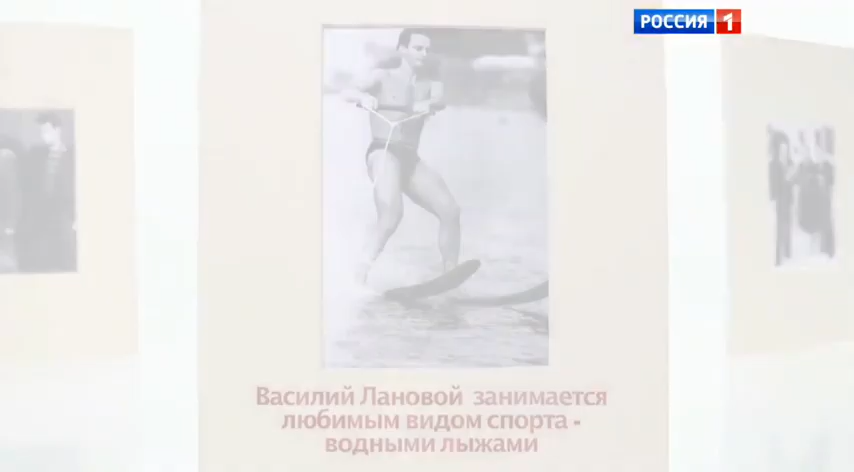 РОССИЯ 1
Василий Лановой занимается
любимым видом спорта -
водными лыжами